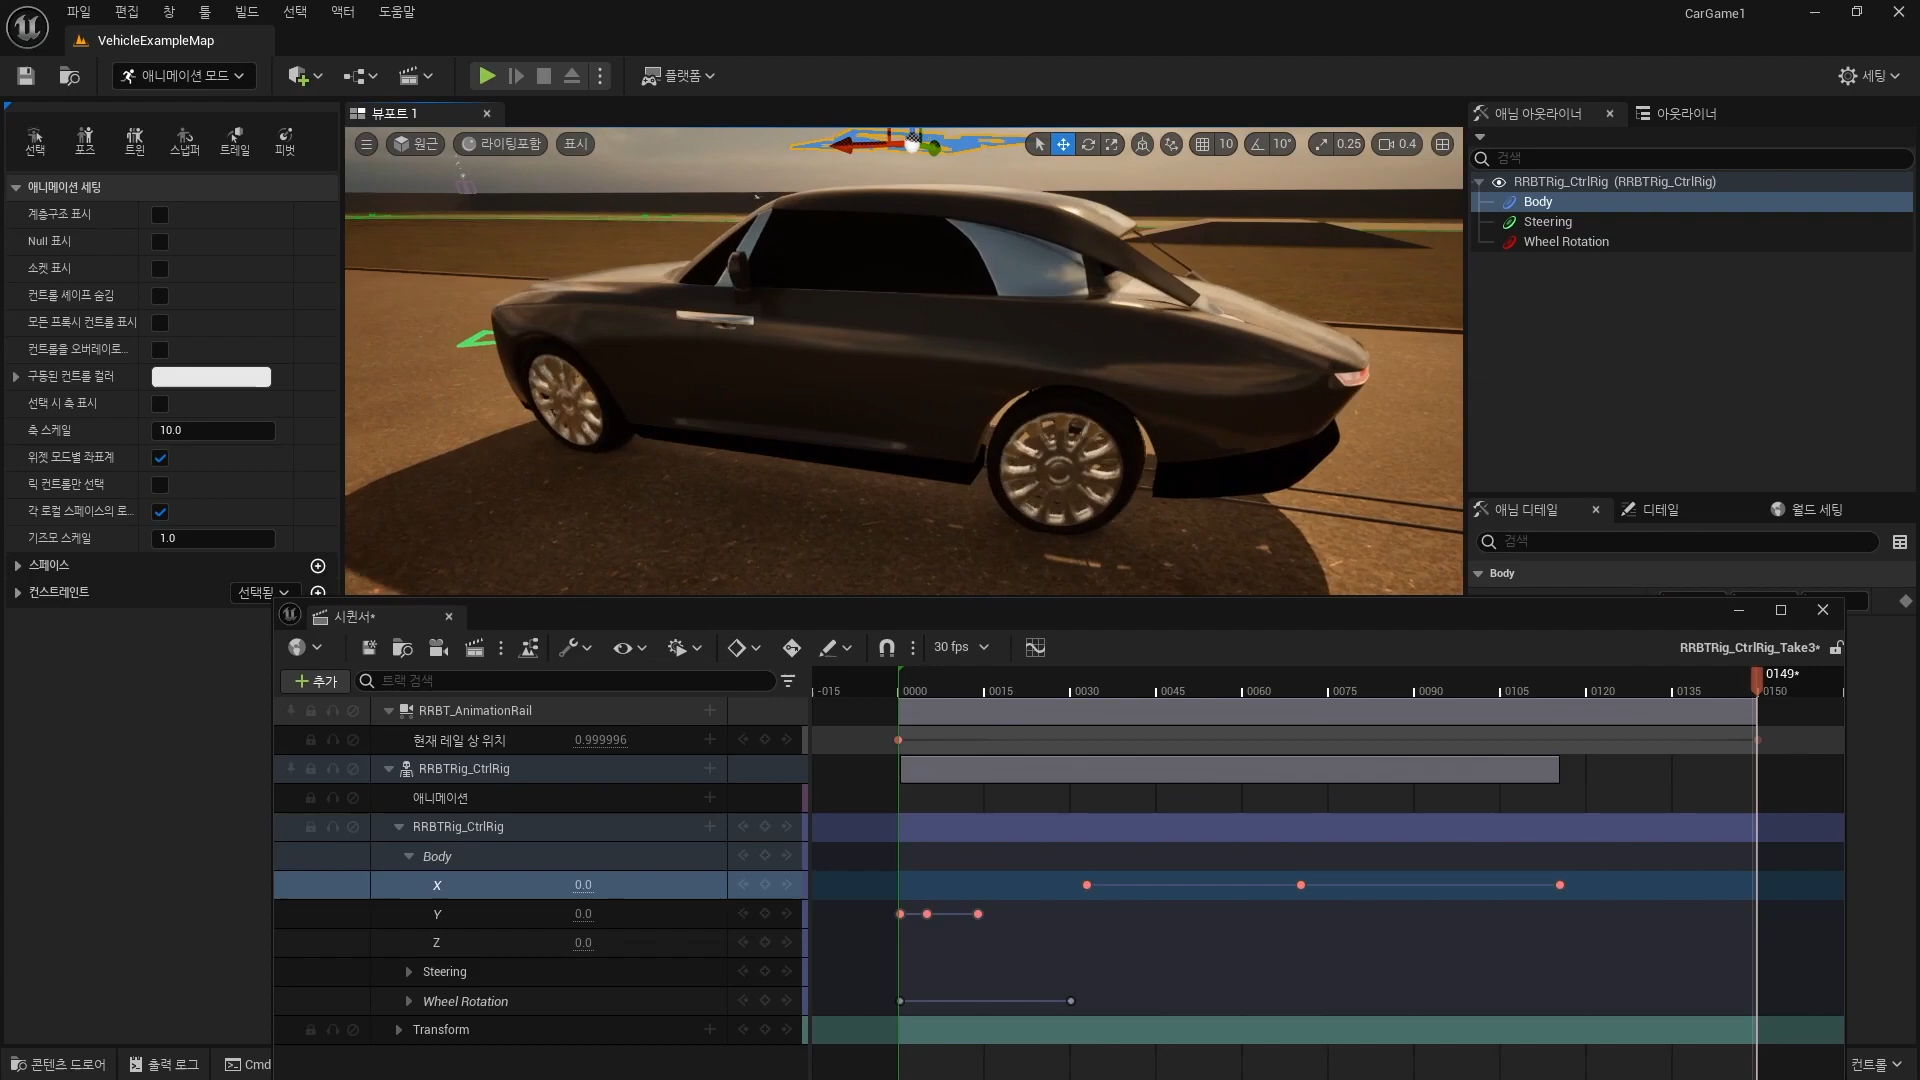 파일 편집 창 툴 빌드 선택 액터 도움말
CarGame1
VehicleExampleMap
애니메이션 모드
플랫폼
세팅
선택 포즈 트윈 스냅퍼 트레일 피벗
애니메이션 세팅
계층구조 표시
Null 표시
소켓 표시
컨트롤 셰이프 숨김
모든 프록시 컨트롤 표시
컨트롤을 오버레이로...
구동된 컨트롤 컬러
선택 시 축 표시
축 스케일 10.0
위젯 모드별 좌표계
릭 컨트롤만 선택
각 로컬 스페이스의 로...
기즈모 스케일 1.0
스페이스
컨스트레인트 선택됨
뷰포트 1
원근 라이팅포함 표시
10 10° 0.25 0.4
애님 아웃라이너 아웃라이너
검색
RRBTRig_CtrlRig (RRBTRig_CtrlRig)
Body
Steering
Wheel Rotation
애님 디테일 디테일 월드 세팅
검색
Body
시퀀서*
30 fps
RRBTRig_CtrlRig_Take3*
추가 트랙 검색
0149*
-015 0000 0015 0030 0045 0060 0075 0090 0105 0120 0135 0150
RRBT_AnimationRail
현재 레일 상 위치 0.999996
RRBTRig_CtrlRig
애니메이션
RRBTRig_CtrlRig
Body
X 0.0
Y 0.0
Z 0.0
Steering
Wheel Rotation
Transform
콘텐츠 드로어 출력 로그 Cmd
컨트롤